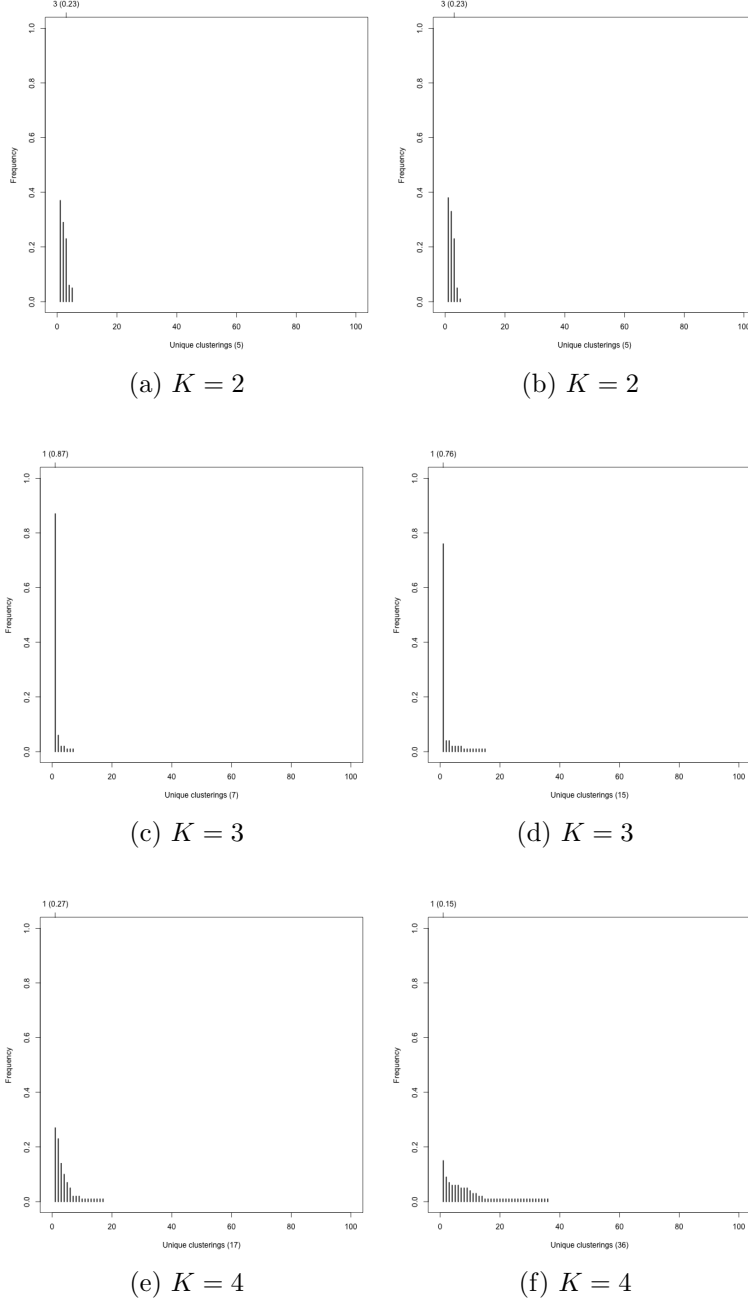 3 (0.23)
1.0
0.8
0.6
0.4
0.2
0.0
Frequency
0 20 40 60 80 100
Unique clusterings (5)
(a) K = 2
3 (0.23)
1.0
0.8
0.6
0.4
0.2
0.0
Frequency
0 20 40 60 80 100
Unique clusterings (5)
(b) K = 2
1 (0.87)
1.0
0.8
0.6
0.4
0.2
0.0
Frequency
0 20 40 60 80 100
Unique clusterings (7)
(c) K = 3
1 (0.76)
1.0
0.8
0.6
0.4
0.2
0.0
Frequency
0 20 40 60 80 100
Unique clusterings (15)
(d) K = 3
1 (0.27)
1.0
0.8
0.6
0.4
0.2
0.0
Frequency
0 20 40 60 80 100
Unique clusterings (17)
(e) K = 4
1 (0.15)
1.0
0.8
0.6
0.4
0.2
0.0
Frequency
0 20 40 60 80 100
Unique clusterings (36)
(f) K = 4